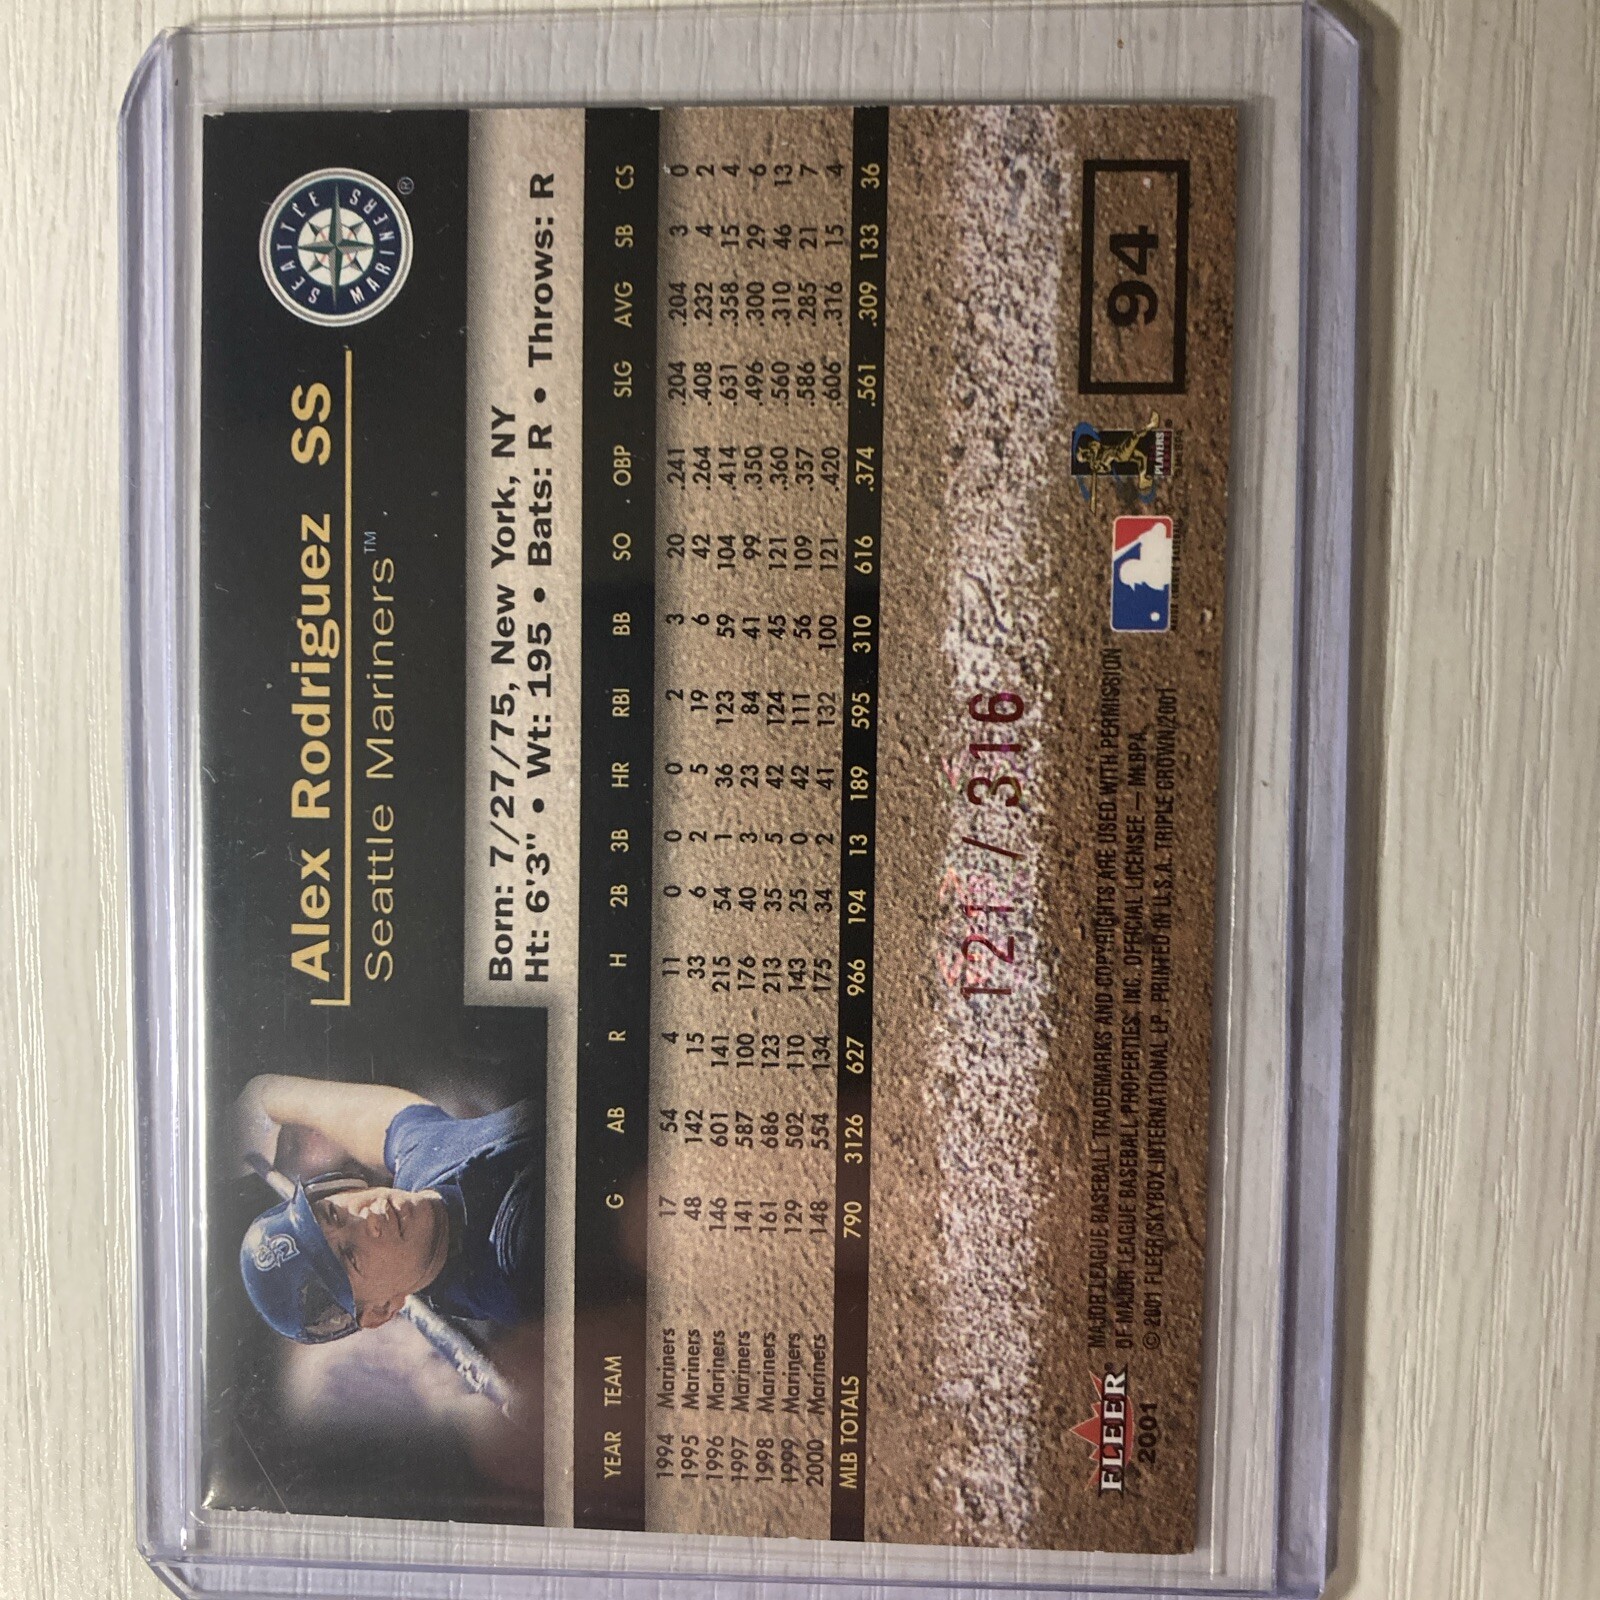 Alex Rodriguez SS
Seattle Mariners™
SEATTLE MARINERS ®
Born: 7/27/75, New York, NY
Ht: 6'3" • Wt: 195 • Bats: R • Throws: R
YEAR TEAM G AB R H 2B 3B HR RBI BB SO OBP SLG AVG SB CS
1994 Mariners 17 54 4 11 0 0 0 2 3 20 .241 .204 .204 3 0
1995 Mariners 48 142 15 33 6 2 5 19 6 42 .264 .408 .232 4 2
1996 Mariners 146 601 141 215 54 1 36 123 59 104 .414 .631 .358 15 4
1997 Mariners 141 587 100 176 40 3 23 84 41 99 .350 .496 .300 29 6
1998 Mariners 161 686 123 213 35 5 42 124 45 121 .360 .560 .310 46 13
1999 Mariners 129 502 110 143 25 0 42 111 56 109 .357 .586 .285 21 7
2000 Mariners 148 554 134 175 34 2 41 132 100 121 .420 .606 .316 15 4
MLB TOTALS 790 3126 627 966 194 13 189 595 310 616 .374 .561 .309 133 36
121 / 316
FLEER®
2001
MAJOR LEAGUE BASEBALL TRADEMARKS AND COPYRIGHTS ARE USED WITH PERMISSION
OF MAJOR LEAGUE BASEBALL PROPERTIES, INC. OFFICIAL LICENSEE — MLBPA
© 2001 FLEER/SKYBOX INTERNATIONAL LP, PRINTED IN U.S.A. TRIPLE CROWN/2001
PLAYERS
94